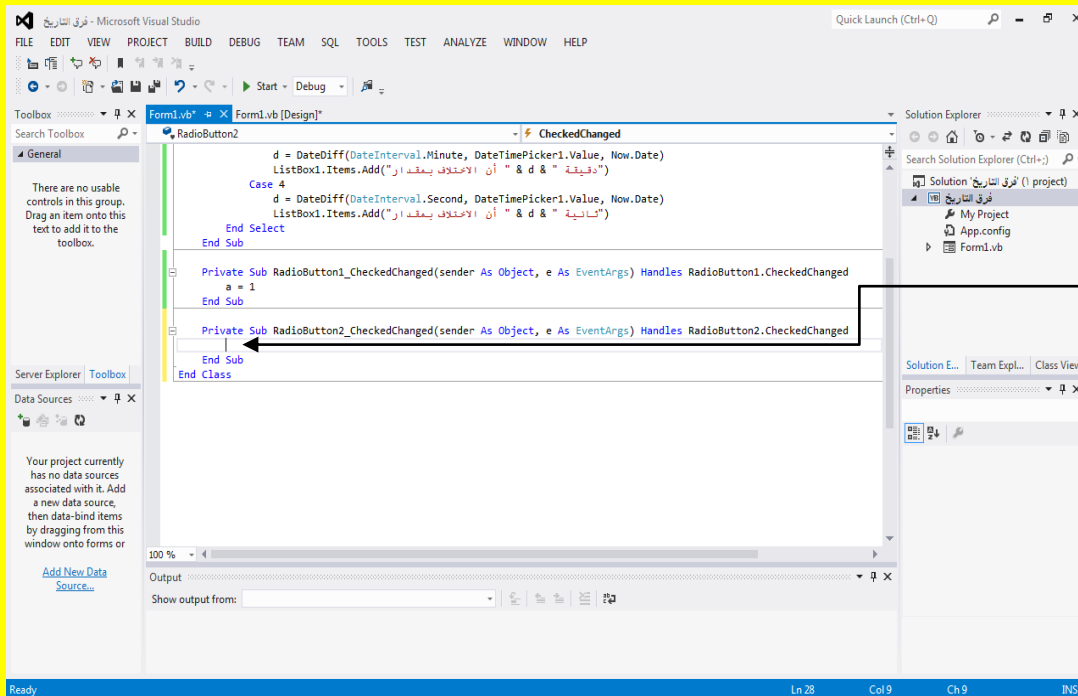 فرق التاريخ - Microsoft Visual Studio
Quick Launch (Ctrl+Q)
FILE EDIT VIEW PROJECT BUILD DEBUG TEAM SQL TOOLS TEST ANALYZE WINDOW HELP
Start Debug
Toolbox
Search Toolbox
General
There are no usable
controls in this group.
Drag an item onto this
text to add it to the
toolbox.
Server Explorer Toolbox
Data Sources
Your project currently
has no data sources
associated with it. Add
a new data source,
then data-bind items
by dragging from this
window onto forms or
Add New Data
Source...
Form1.vb* Form1.vb [Design]*
RadioButton2 CheckedChanged
d = DateDiff(DateInterval.Minute, DateTimePicker1.Value, Now.Date)
ListBox1.Items.Add("أن الاختلاف بمقدار " & d & " دقيقة")
Case 4
d = DateDiff(DateInterval.Second, DateTimePicker1.Value, Now.Date)
ListBox1.Items.Add("أن الاختلاف بمقدار " & d & " ثانية")
End Select
End Sub
Private Sub RadioButton1_CheckedChanged(sender As Object, e As EventArgs) Handles RadioButton1.CheckedChanged
a = 1
End Sub
Private Sub RadioButton2_CheckedChanged(sender As Object, e As EventArgs) Handles RadioButton2.CheckedChanged
End Sub
End Class
100 %
Output
Show output from:
Solution Explorer
Search Solution Explorer (Ctrl+;)
Solution 'فرق التاريخ' (1 project)
فرق التاريخ
My Project
App.config
Form1.vb
Solution E... Team Expl... Class View
Properties
Ready Ln 28 Col 9 Ch 9 INS